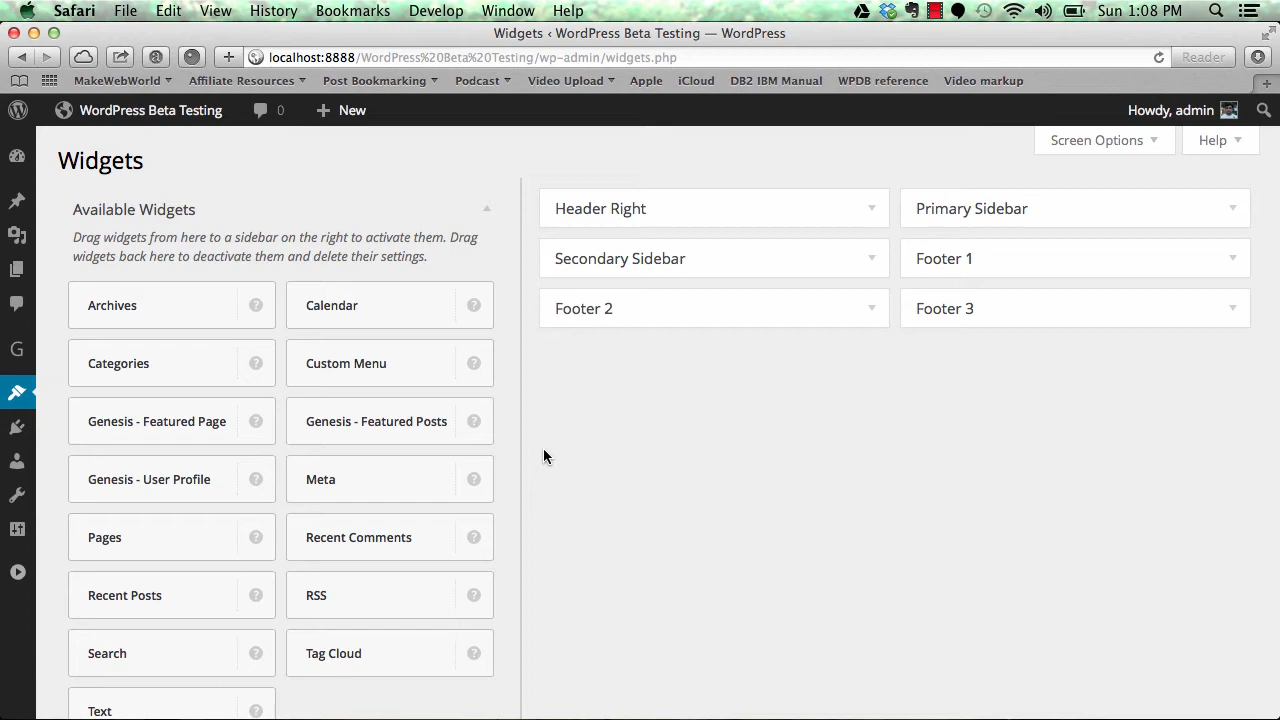 Safari File Edit View History Bookmarks Develop Window Help Sun 1:08 PM
Widgets ‹ WordPress Beta Testing — WordPress
localhost:8888/WordPress%20Beta%20Testing/wp-admin/widgets.php Reader
MakeWebWorld Affiliate Resources Post Bookmarking Podcast Video Upload Apple iCloud DB2 IBM Manual WPDB reference Video markup
WordPress Beta Testing 0 New Howdy, admin
Screen Options Help
Widgets
Available Widgets
Drag widgets from here to a sidebar on the right to activate them. Drag
widgets back here to deactivate them and delete their settings.
Archives ? Calendar ?
Categories ? Custom Menu ?
Genesis - Featured Page ? Genesis - Featured Posts ?
Genesis - User Profile ? Meta ?
Pages ? Recent Comments ?
Recent Posts ? RSS ?
Search ? Tag Cloud ?
Text ?
Header Right Primary Sidebar
Secondary Sidebar Footer 1
Footer 2 Footer 3